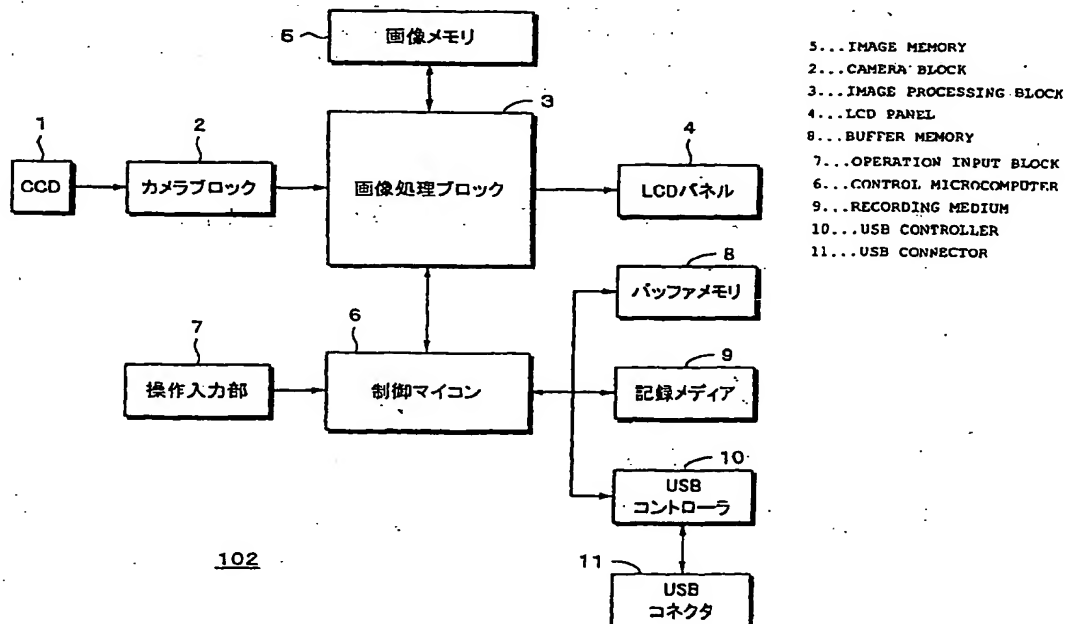 5
画像メモリ
3
1
2
4
CCD
カメラブロック
画像処理ブロック
LCDパネル
8
バッファメモリ
7
6
9
操作入力部
制御マイコン
記録メディア
10
USB
コントローラ
102
11
USB
コネクタ
5...IMAGE MEMORY
2...CAMERA BLOCK
3...IMAGE PROCESSING BLOCK
4...LCD PANEL
8...BUFFER MEMORY
7...OPERATION INPUT BLOCK
6...CONTROL MICROCOMPUTER
9...RECORDING MEDIUM
10...USB CONTROLLER
11...USB CONNECTOR